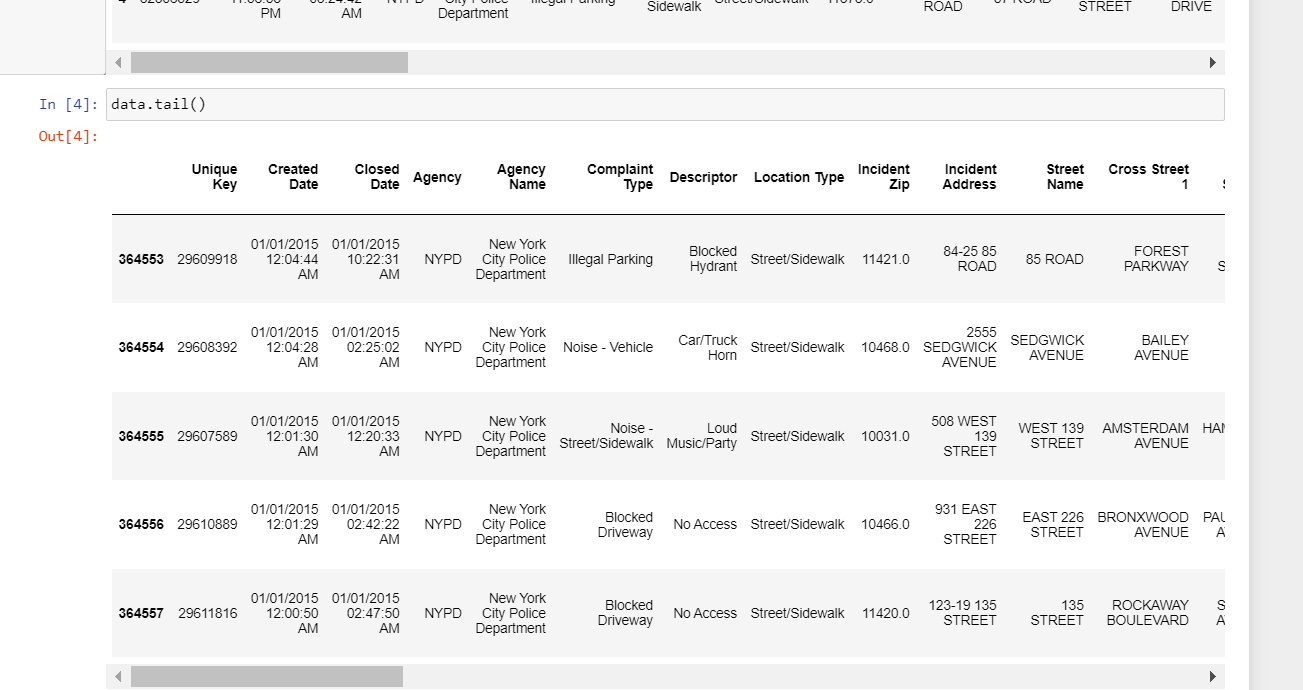 PM AM Department Sidewalk ROAD STREET DRIVE
In [4]: data.tail()
Out[4]:
Unique Key Created Date Closed Date Agency Agency Name Complaint Type Descriptor Location Type Incident Zip Incident Address Street Name Cross Street 1
364553 29609918 01/01/2015 12:04:44 AM 01/01/2015 10:22:31 AM NYPD New York City Police Department Illegal Parking Blocked Hydrant Street/Sidewalk 11421.0 84-25 85 ROAD 85 ROAD FOREST PARKWAY S
364554 29608392 01/01/2015 12:04:28 AM 01/01/2015 02:25:02 AM NYPD New York City Police Department Noise - Vehicle Car/Truck Horn Street/Sidewalk 10468.0 2555 SEDGWICK AVENUE SEDGWICK AVENUE BAILEY AVENUE
364555 29607589 01/01/2015 12:01:30 AM 01/01/2015 12:20:33 AM NYPD New York City Police Department Noise - Street/Sidewalk Loud Music/Party Street/Sidewalk 10031.0 508 WEST 139 STREET WEST 139 STREET AMSTERDAM AVENUE HA
364556 29610889 01/01/2015 12:01:29 AM 01/01/2015 02:42:22 AM NYPD New York City Police Department Blocked Driveway No Access Street/Sidewalk 10466.0 931 EAST 226 STREET EAST 226 STREET BRONXWOOD AVENUE PAU A
364557 29611816 01/01/2015 12:00:50 AM 01/01/2015 02:47:50 AM NYPD New York City Police Department Blocked Driveway No Access Street/Sidewalk 11420.0 123-19 135 STREET 135 STREET ROCKAWAY BOULEVARD S A